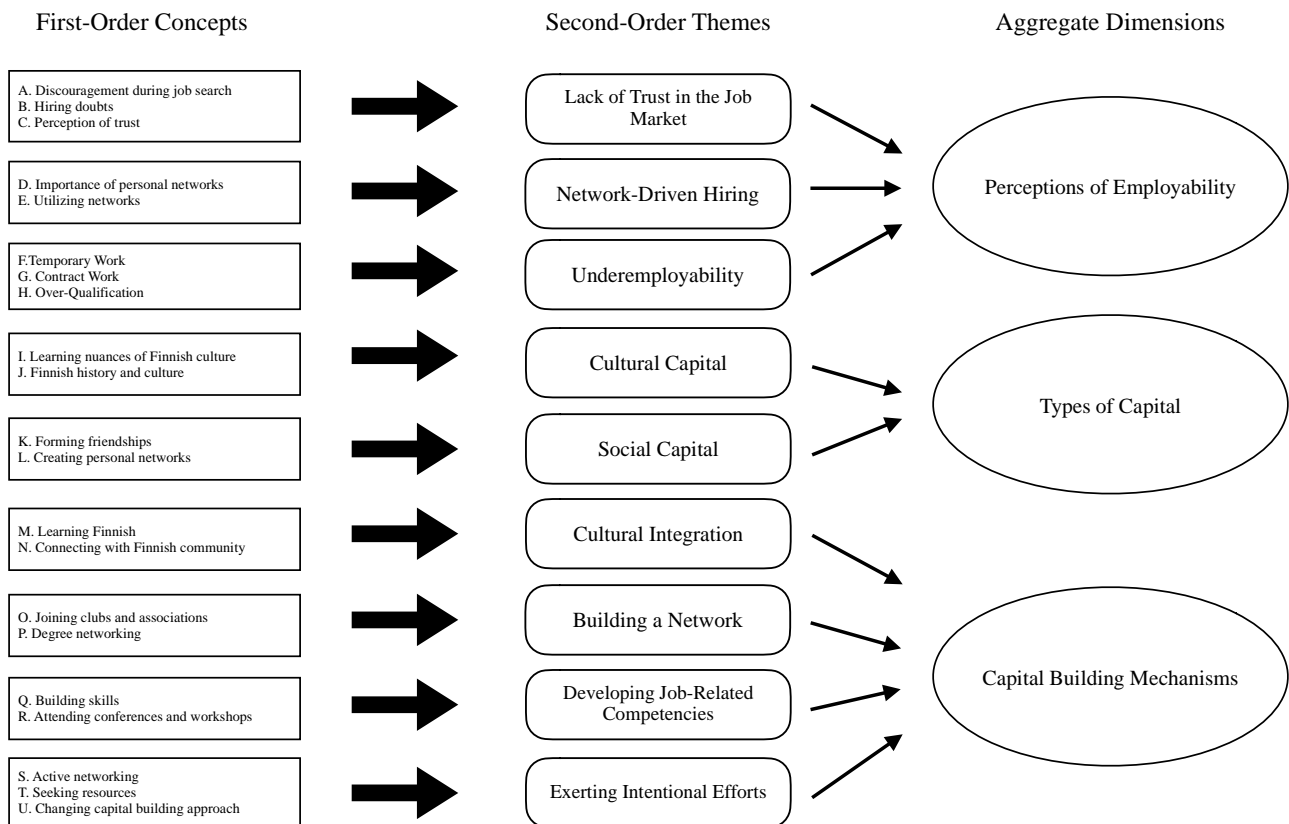 First-Order Concepts
Second-Order Themes
Aggregate Dimensions
A. Discouragement during job search
B. Hiring doubts
C. Perception of trust
Lack of Trust in the Job
Market
D. Importance of personal networks
E. Utilizing networks
Network-Driven Hiring
Perceptions of Employability
F.Temporary Work
G. Contract Work
H. Over-Qualification
Underemployability
I. Learning nuances of Finnish culture
J. Finnish history and culture
Cultural Capital
Types of Capital
K. Forming friendships
L. Creating personal networks
Social Capital
M. Learning Finnish
N. Connecting with Finnish community
Cultural Integration
O. Joining clubs and associations
P. Degree networking
Building a Network
Capital Building Mechanisms
Q. Building skills
R. Attending conferences and workshops
Developing Job-Related
Competencies
S. Active networking
T. Seeking resources
U. Changing capital building approach
Exerting Intentional Efforts